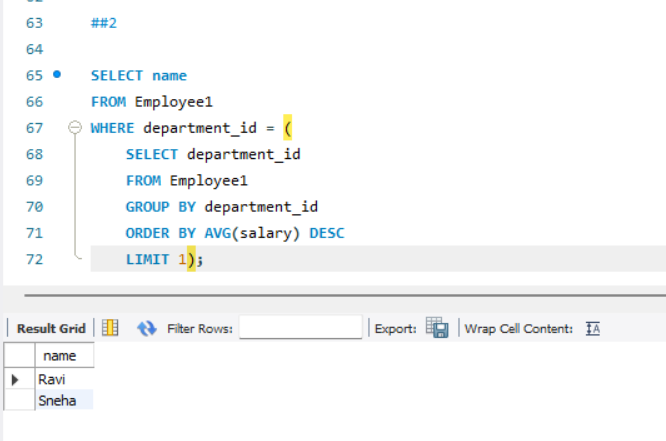 63 ##2
64
65 SELECT name
66 FROM Employee1
67 WHERE department_id = (
68 SELECT department_id
69 FROM Employee1
70 GROUP BY department_id
71 ORDER BY AVG(salary) DESC
72 LIMIT 1);
Result Grid Filter Rows: Export: Wrap Cell Content:
name
Ravi
Sneha